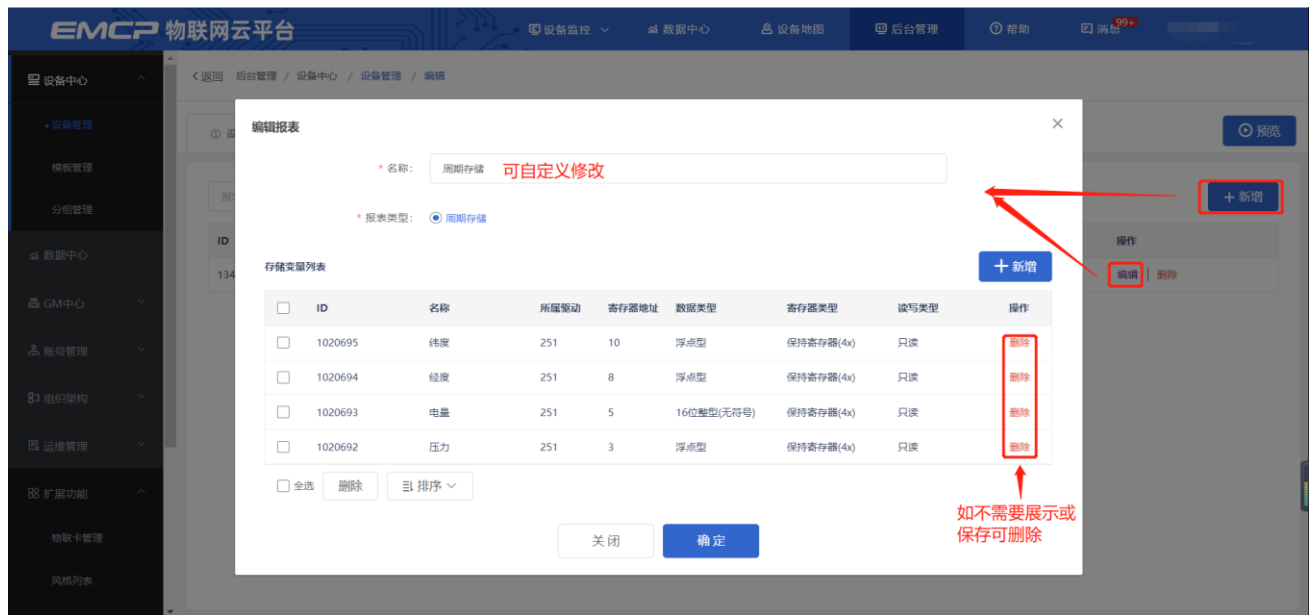 EMCP 物联网云平台
设备监控
数据中心
设备地图
后台管理
帮助
消息
99+
设备中心
设备管理
模板管理
分组管理
数据中心
GM中心
账号管理
组织架构
运维管理
扩展功能
物联卡管理
风格列表
返回 后台管理 / 设备中心 / 设备管理 / 编辑
预览
+ 新增
ID
操作
134
编辑 删除
编辑报表
* 名称: 周期存储 可自定义修改
* 报表类型: 周期存储
存储变量列表
+ 新增
ID 名称 所属驱动 寄存器地址 数据类型 寄存器类型 读写类型 操作
1020695 纬度 251 10 浮点型 保持寄存器(4x) 只读 删除
1020694 经度 251 8 浮点型 保持寄存器(4x) 只读 删除
1020693 电量 251 5 16位整型(无符号) 保持寄存器(4x) 只读 删除
1020692 压力 251 3 浮点型 保持寄存器(4x) 只读 删除
全选 删除 排序
如不需要展示或
保存可删除
关闭 确定